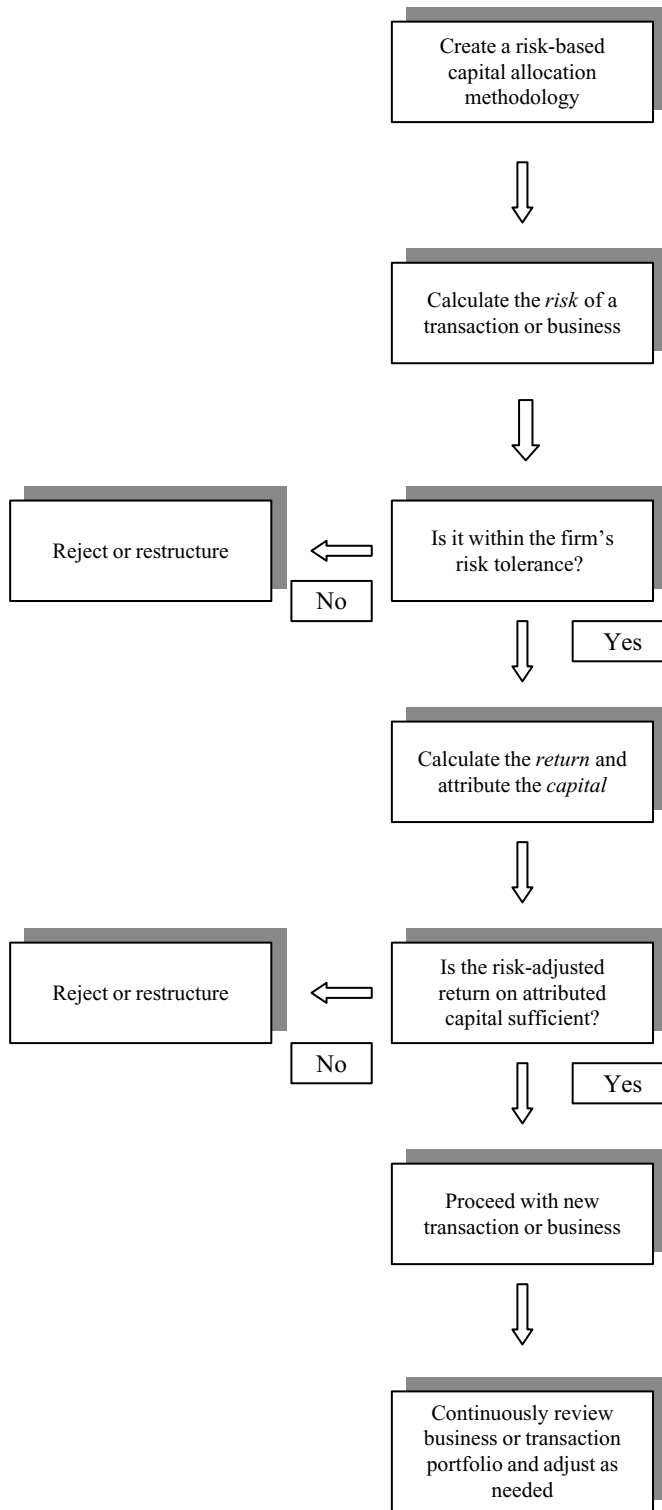 Create a risk-based
capital allocation
methodology
Calculate the risk of a
transaction or business
Reject or restructure
Is it within the firm’s
risk tolerance?
No
Yes
Calculate the return and
attribute the capital
Reject or restructure
Is the risk-adjusted
return on attributed
capital sufficient?
No
Yes
Proceed with new
transaction or business
Continuously review
business or transaction
portfolio and adjust as
needed